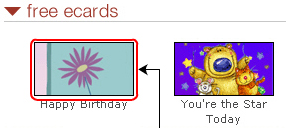 free ecards
Happy Birthday
You're the Star
Today